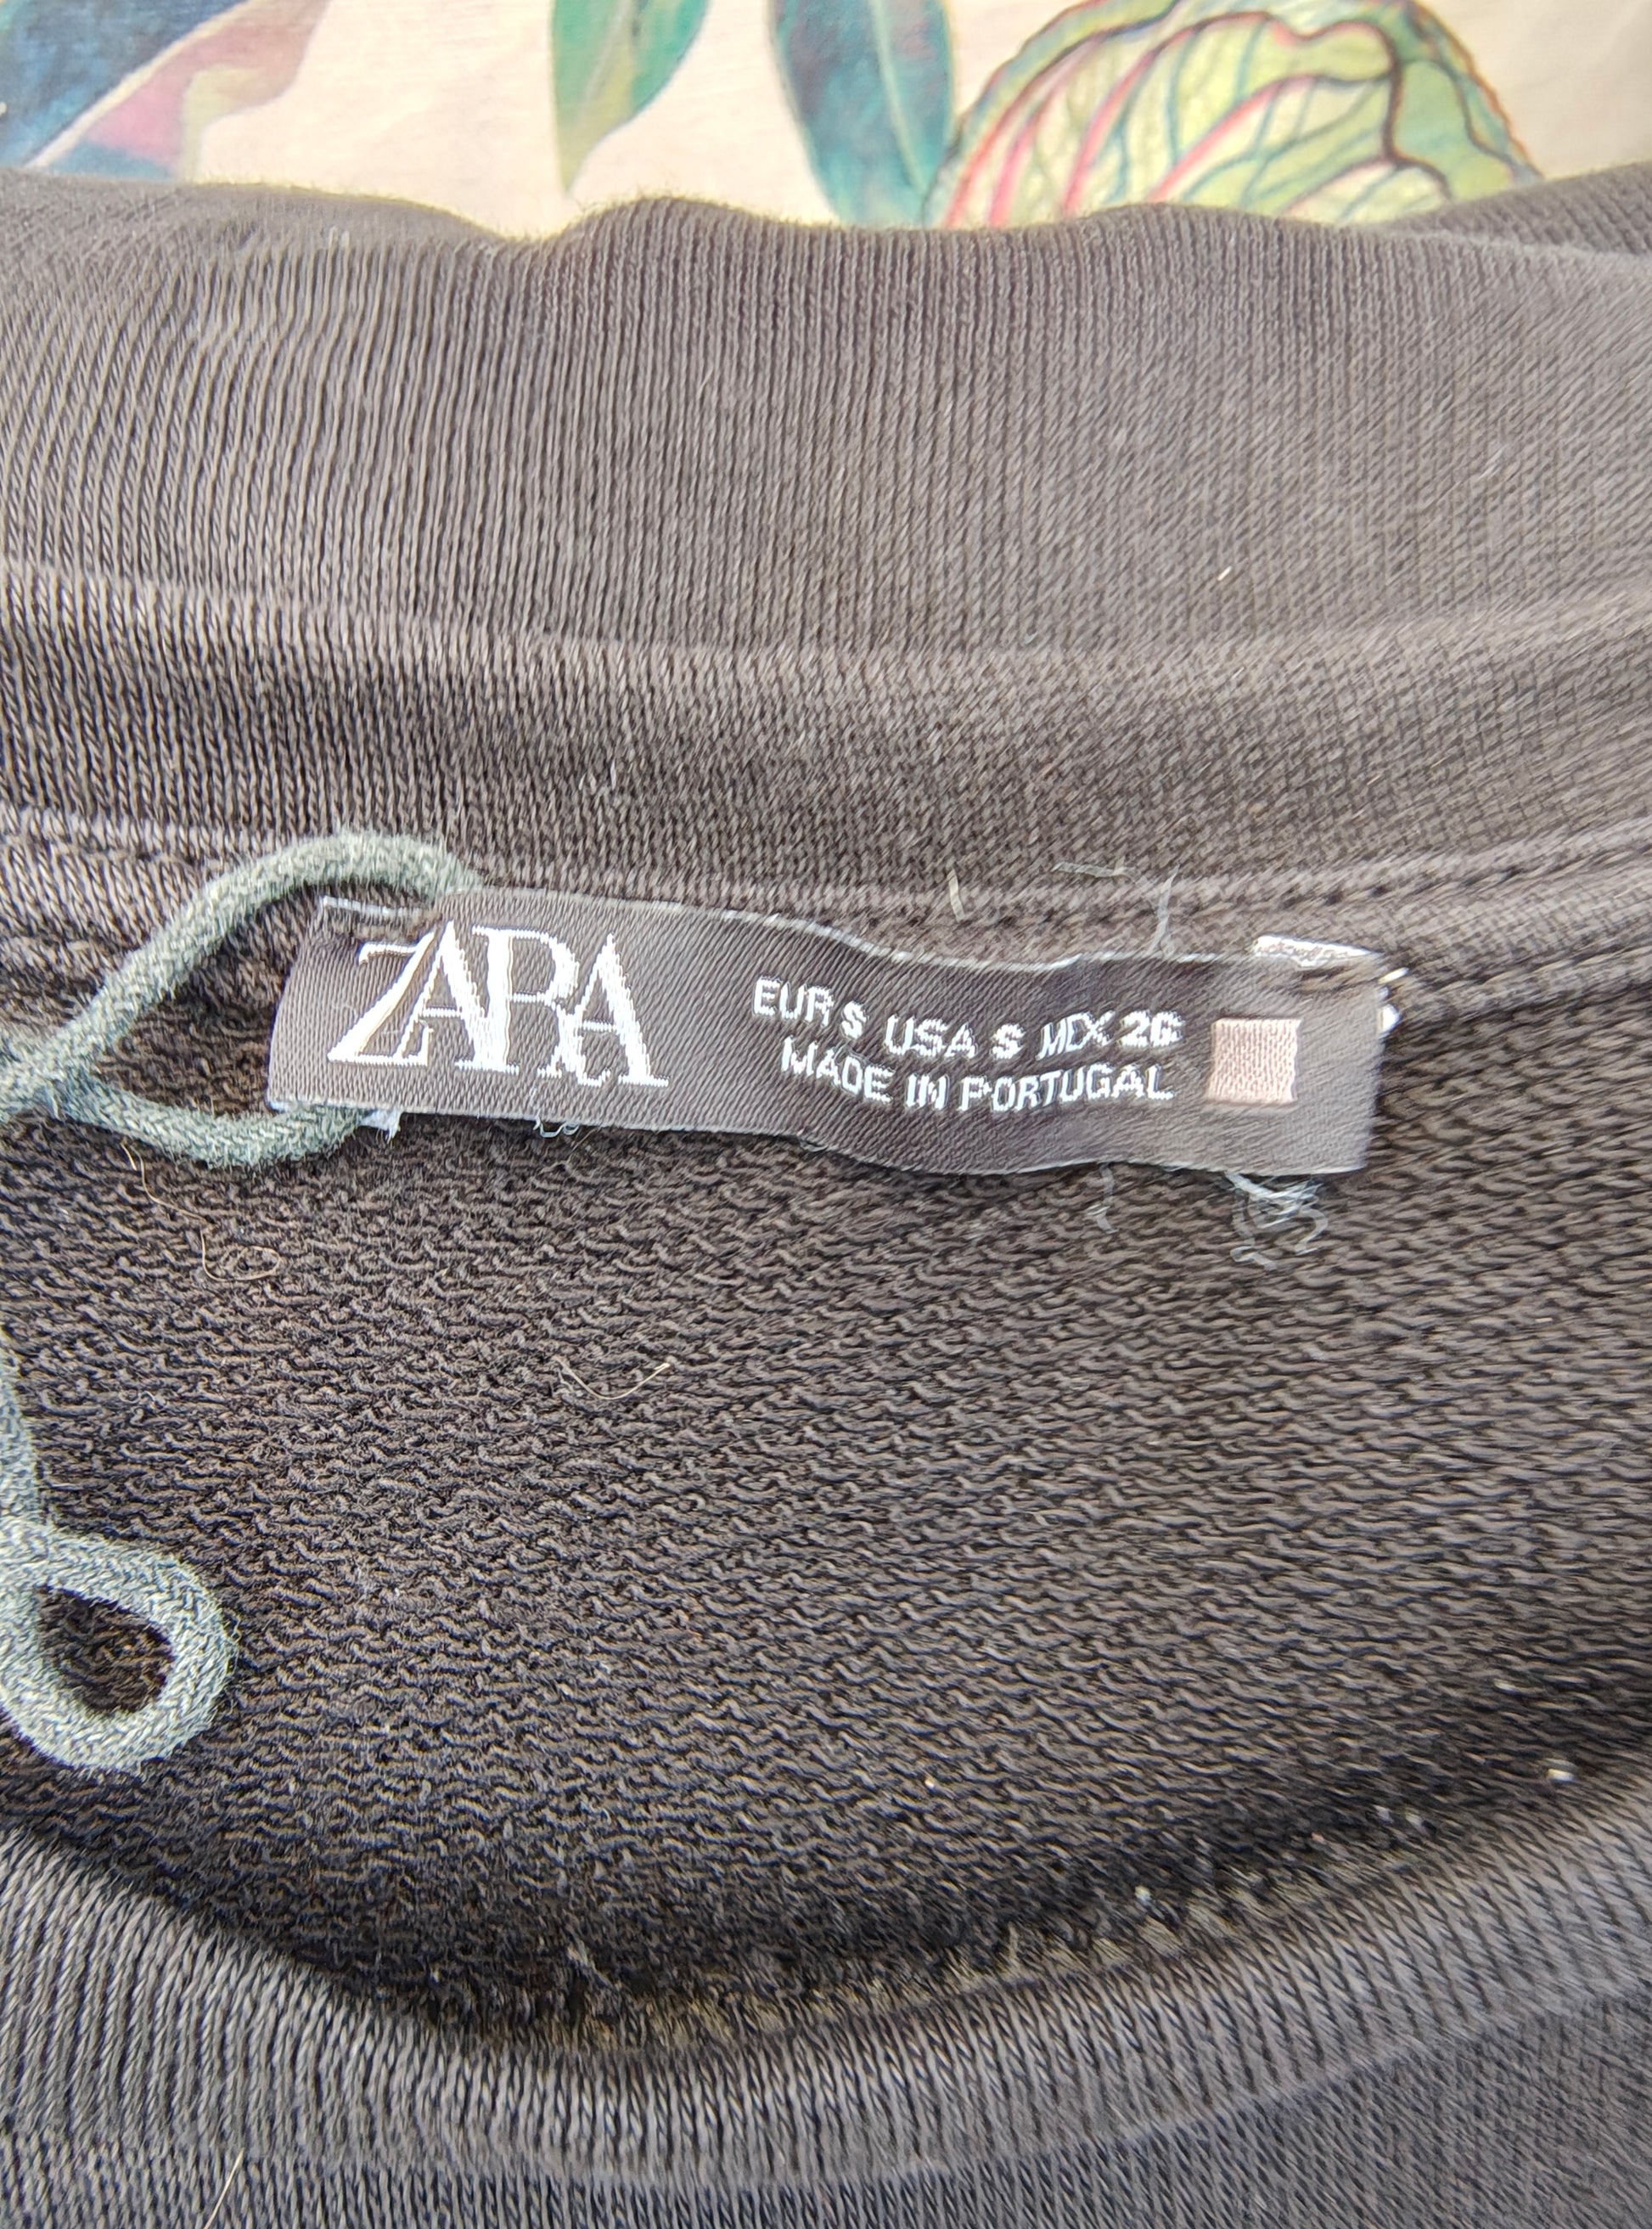 ZARA
EUR S USA S MEX 26
MADE IN PORTUGAL